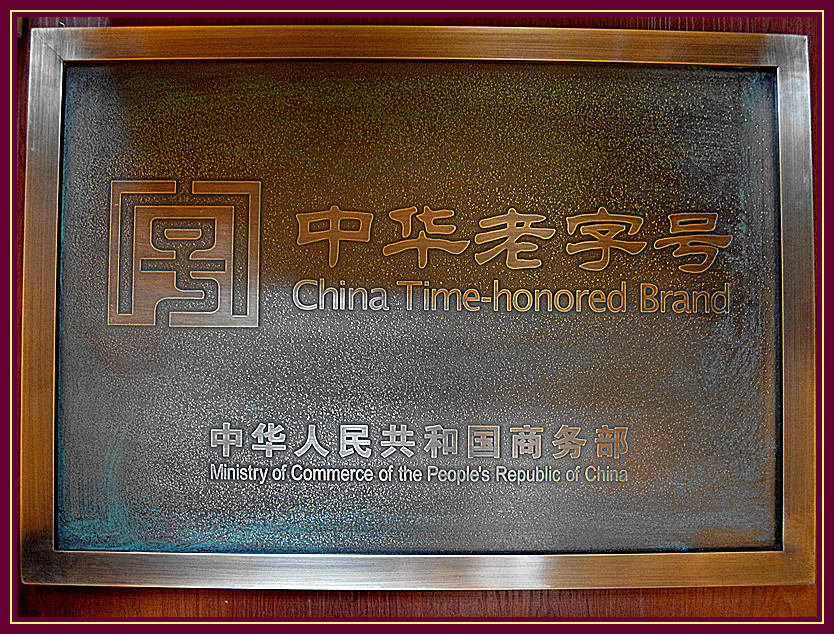 中华老字号
China Time-honored Brand
中华人民共和国商务部
Ministry of Commerce of the People's Republic of China